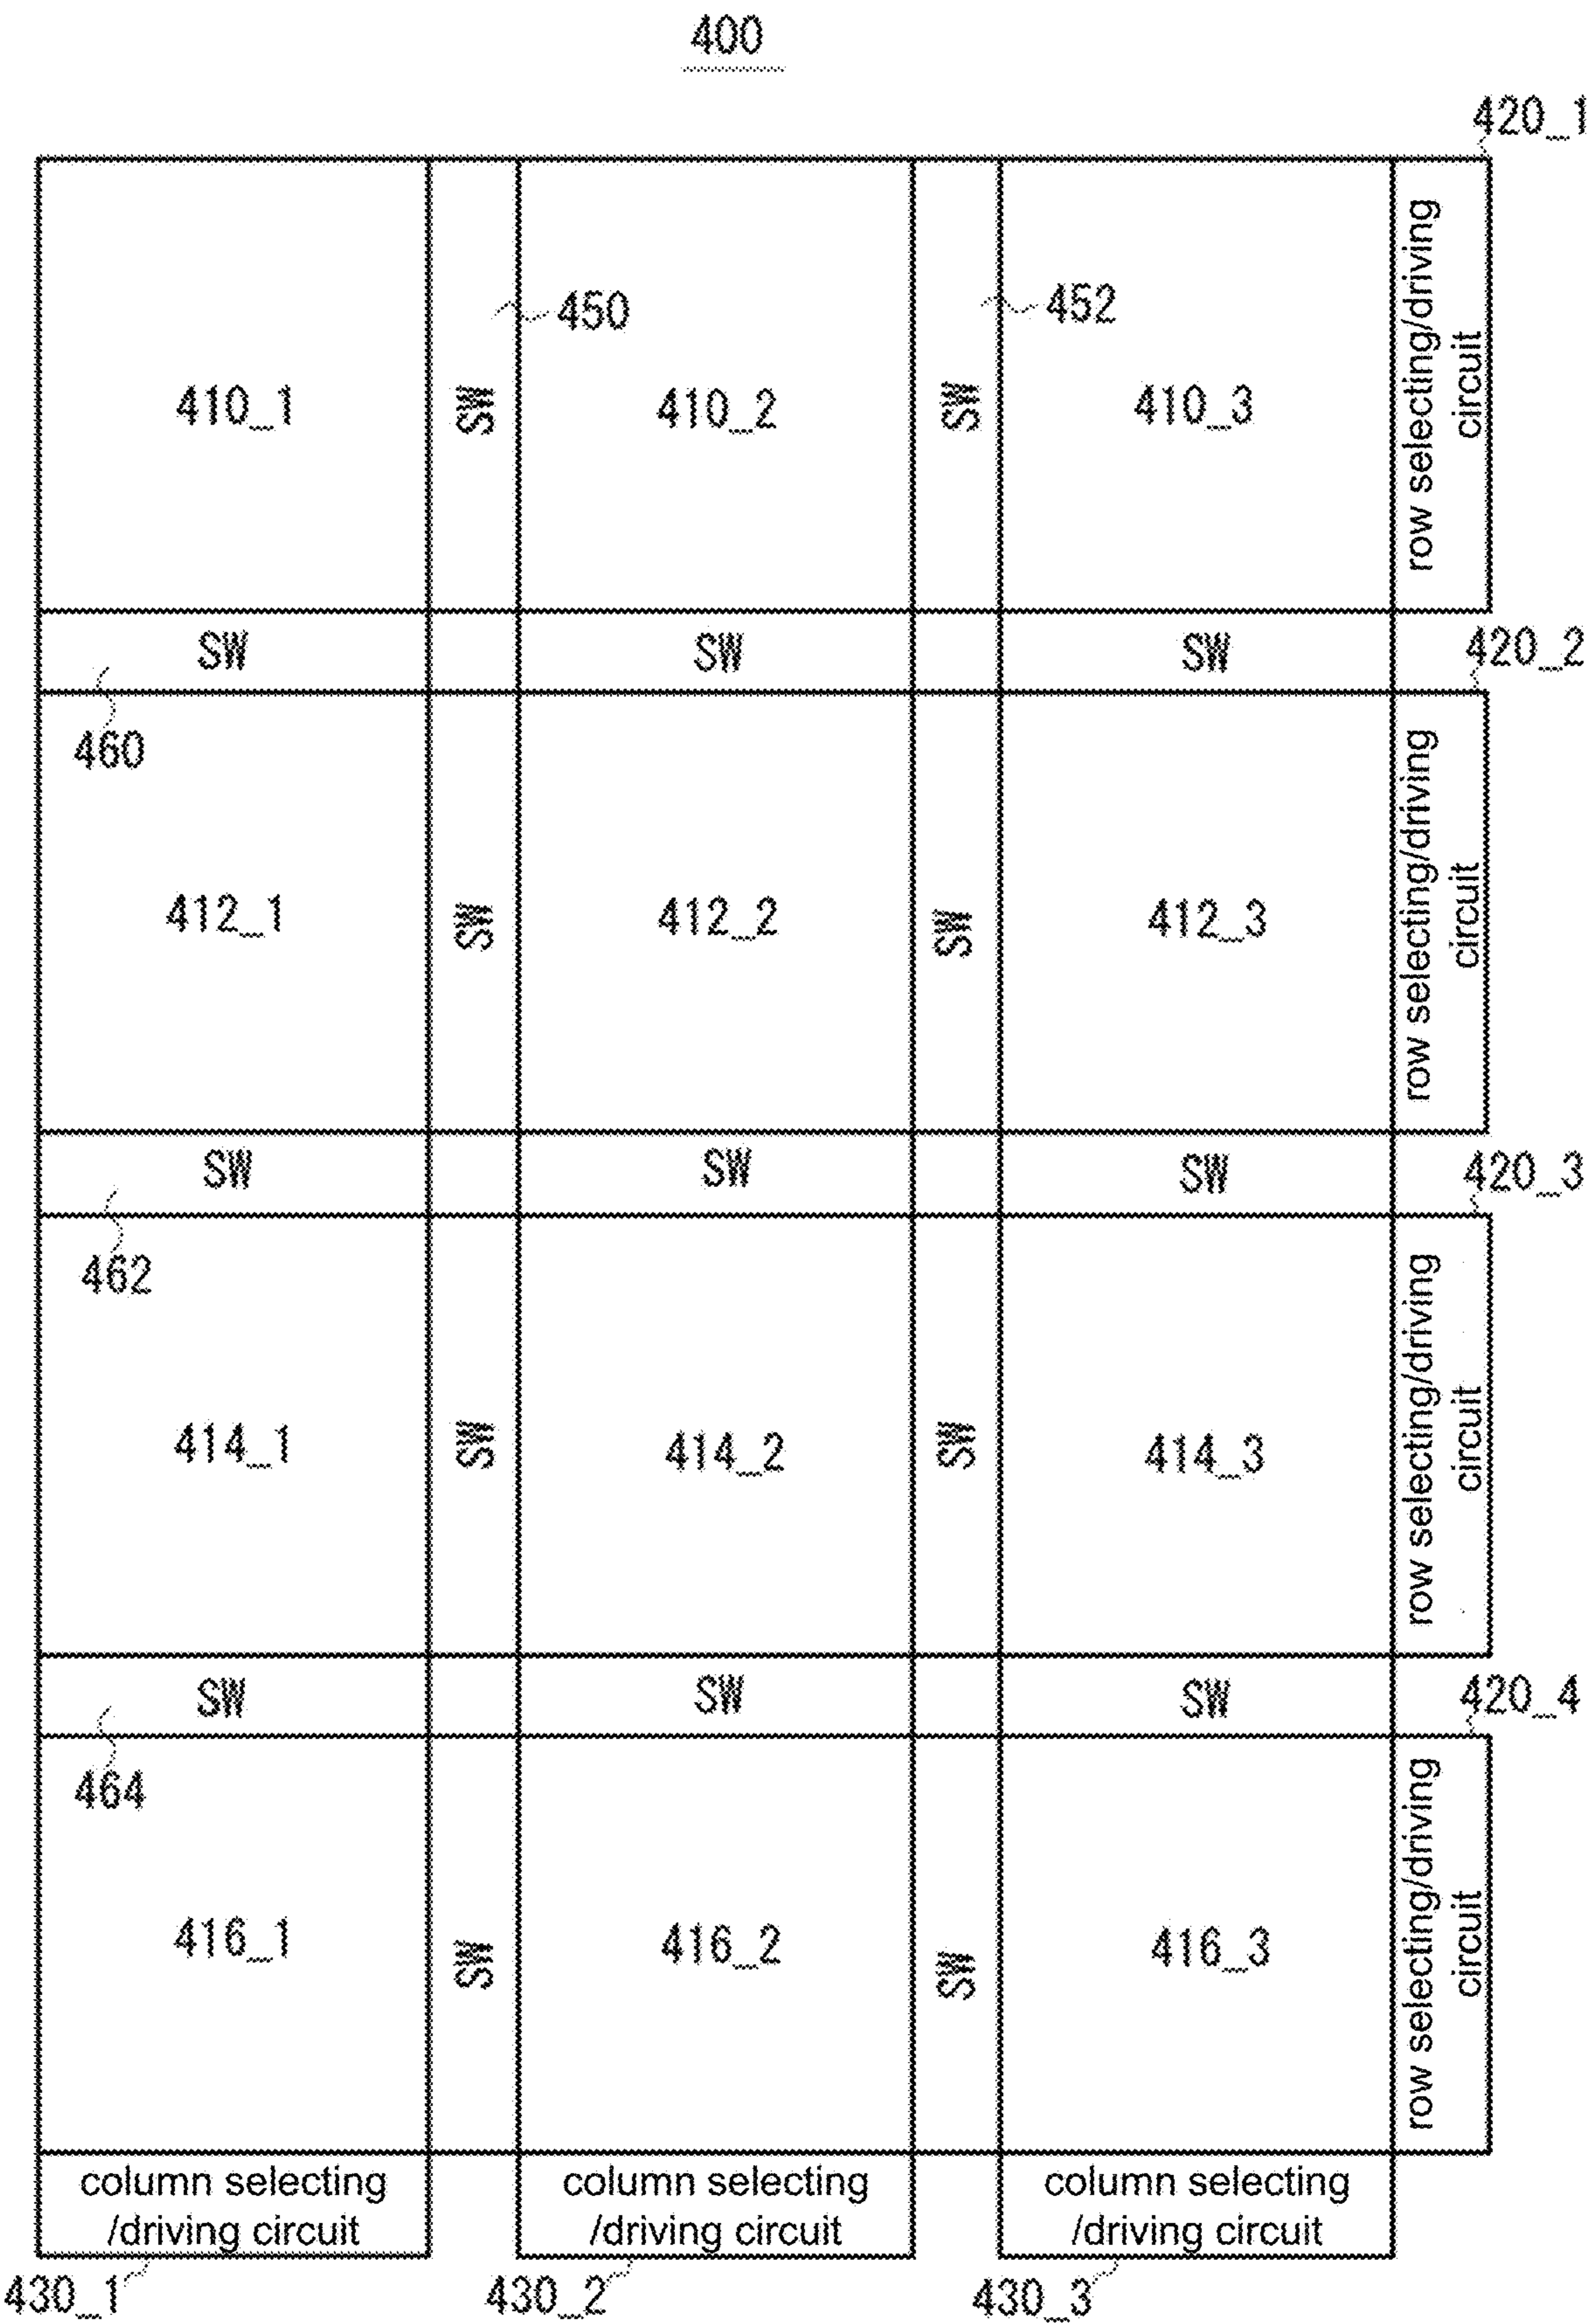 400
420_1
450
452
410_1
SW
410_2
SW
410_3
row selecting/driving
circuit
SW
SW
SW
420_2
460
412_1
SW
412_2
SW
412_3
row selecting/driving
circuit
SW
SW
SW
420_3
462
414_1
SW
414_2
SW
414_3
row selecting/driving
circuit
SW
SW
SW
420_4
464
416_1
SW
416_2
SW
416_3
row selecting/driving
circuit
column selecting
/driving circuit
column selecting
/driving circuit
column selecting
/driving circuit
430_1
430_2
430_3